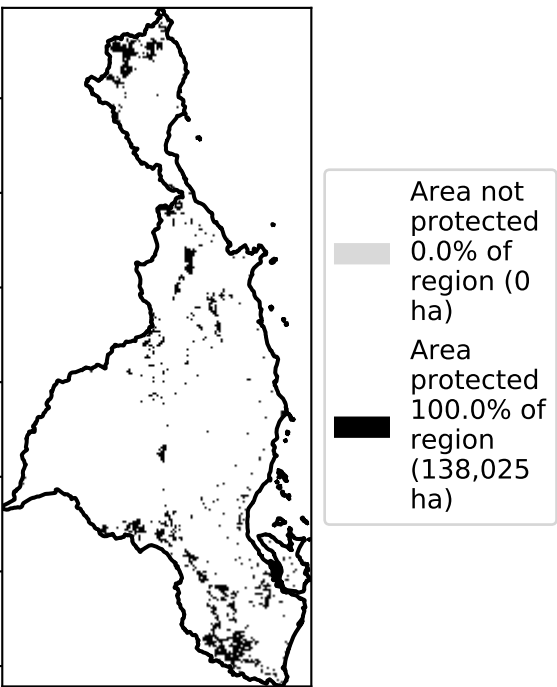 Area not
protected
0.0% of
region (0
ha)
Area
protected
100.0% of
region
(138,025
ha)